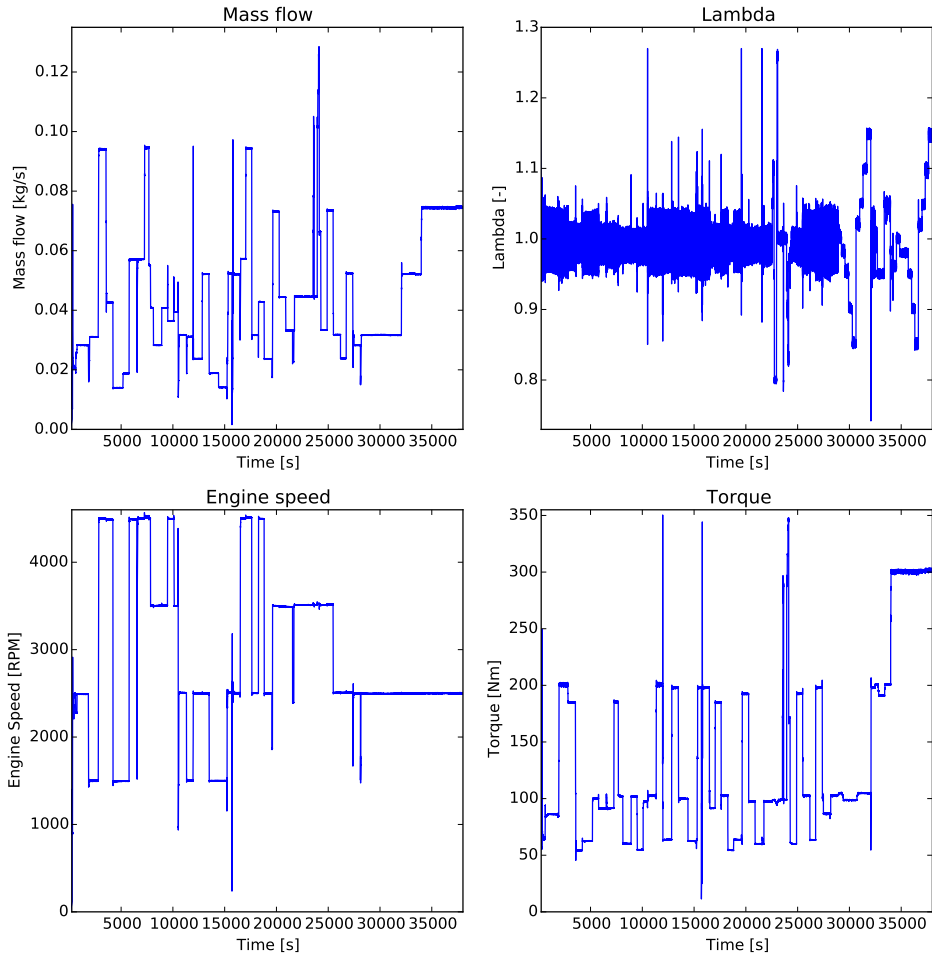 Mass flow
0.12
0.10
0.08
0.06
0.04
0.02
0.00
Mass flow [kg/s]
5000 10000 15000 20000 25000 30000 35000
Time [s]
Lambda
1.3
1.2
1.1
1.0
0.9
0.8
Lambda [-]
5000 10000 15000 20000 25000 30000 35000
Time [s]
Engine speed
4000
3000
2000
1000
0
Engine Speed [RPM]
5000 10000 15000 20000 25000 30000 35000
Time [s]
Torque
350
300
250
200
150
100
50
0
Torque [Nm]
5000 10000 15000 20000 25000 30000 35000
Time [s]